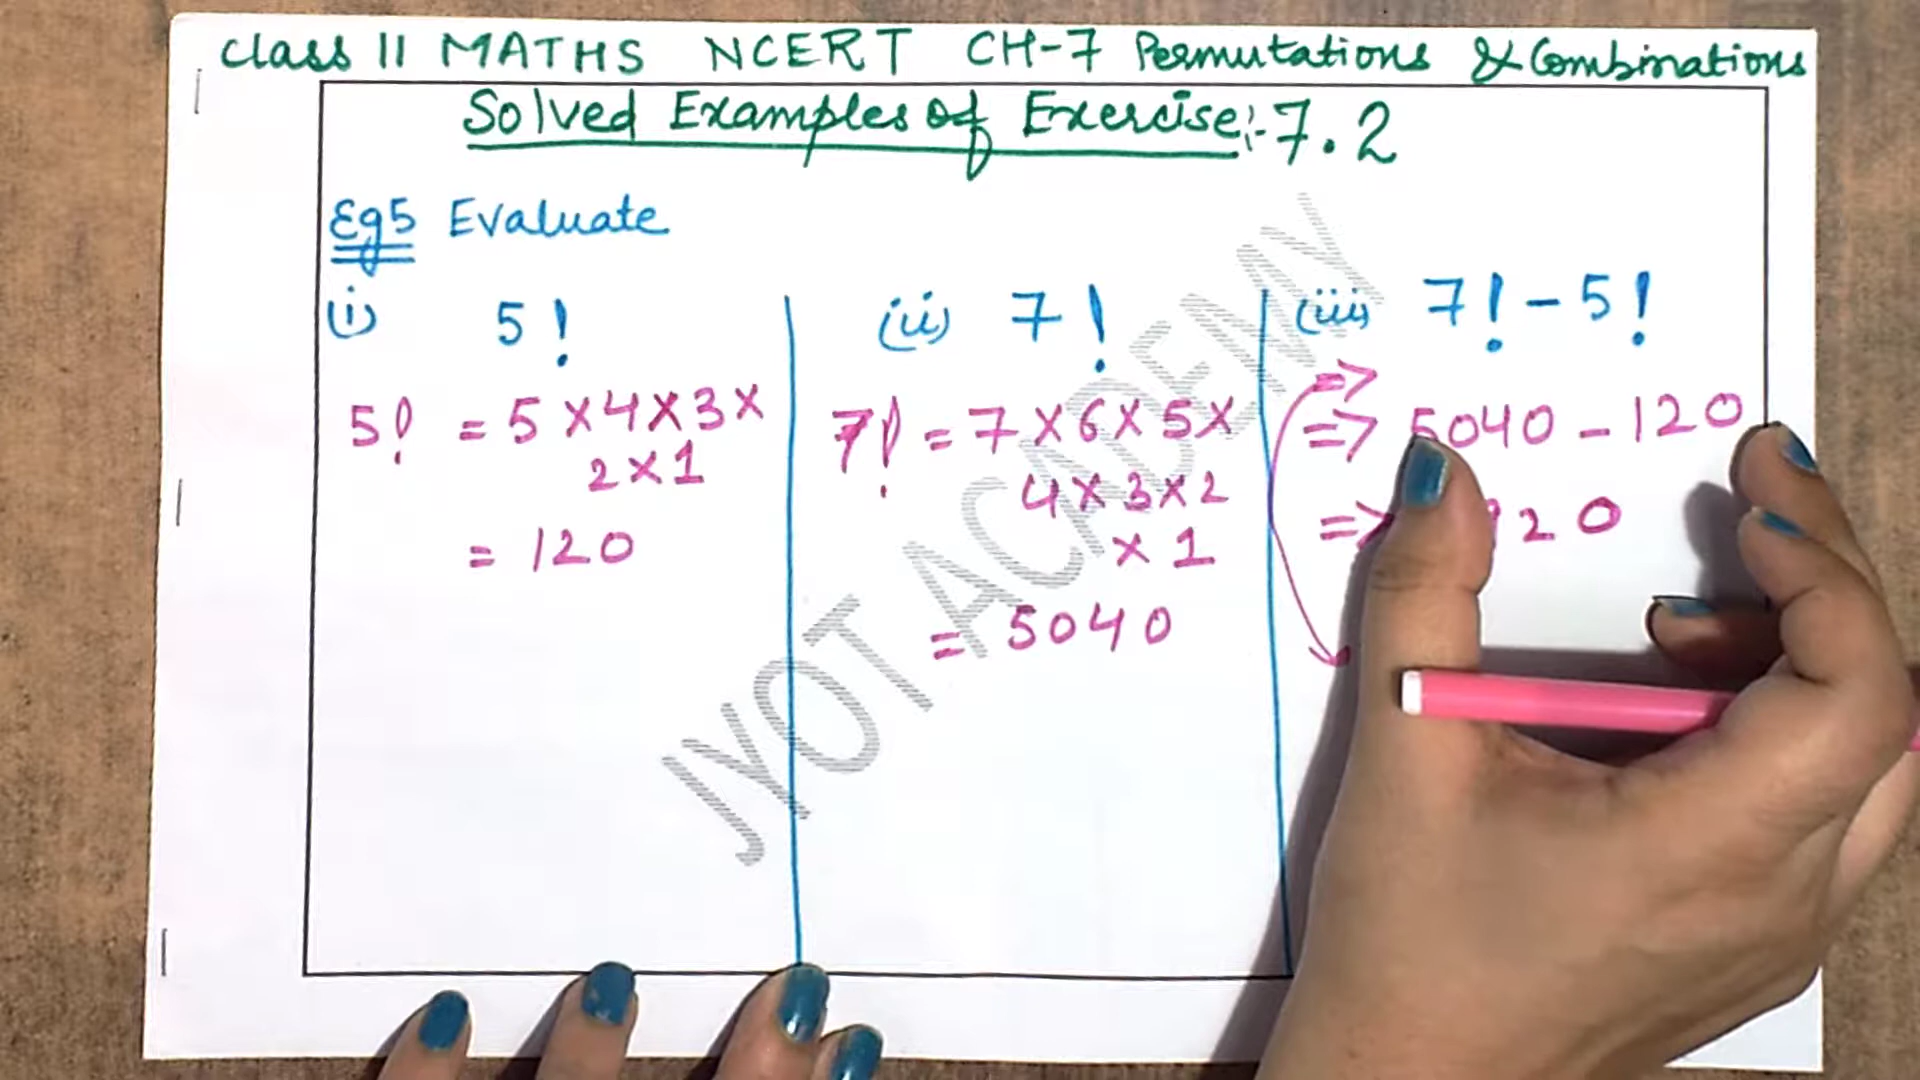 Class 11 MATHS NCERT CH-7 Permutations & Combinations
Solved Examples of Exercise:- 7.2
Eg5 Evaluate
(i) 5!
5! = 5 × 4 × 3 ×
2 × 1
= 120
(ii) 7!
7! = 7 × 6 × 5 ×
4 × 3 × 2
× 1
= 5040
(iii) 7! - 5!
=>
=> 5040 - 120
=> 920
JYOT ACADEMY